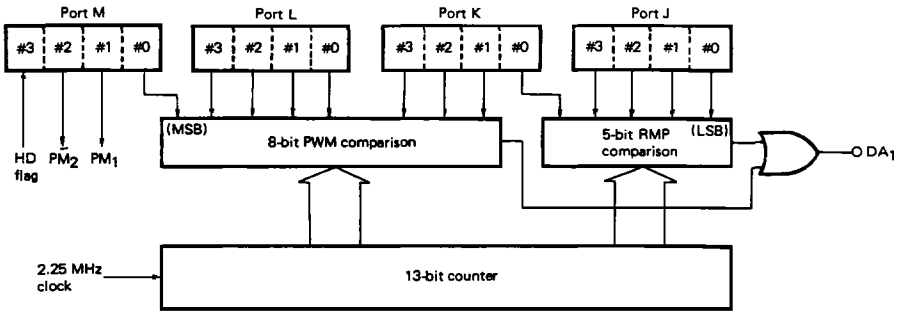 Port M
Port L
Port K
Port J
#3 #2 #1 #0
#3 #2 #1 #0
#3 #2 #1 #0
#3 #2 #1 #0
(MSB)
8-bit PWM comparison
5-bit RMP
comparison
(LSB)
HD
flag
PM2
PM1
DA1
2.25 MHz
clock
13-bit counter